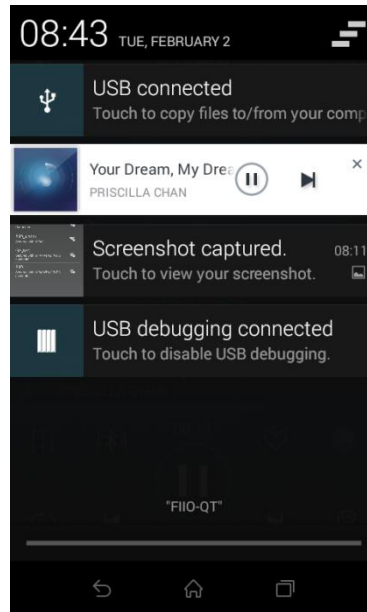 08:43 TUE, FEBRUARY 2
USB connected
Touch to copy files to/from your comp
Your Dream, My Drea
PRISCILLA CHAN
Screenshot captured. 08:11
Touch to view your screenshot.
USB debugging connected
Touch to disable USB debugging.
"FIIO-QT"